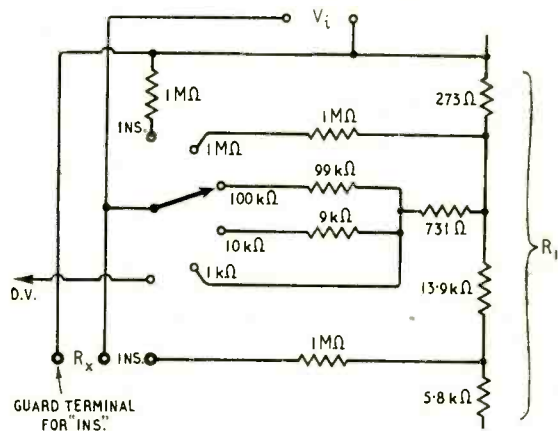 Vi
1MΩ
273Ω
INS.
1MΩ
1MΩ
99kΩ
100kΩ
731Ω
9kΩ
10kΩ
R1
1kΩ
D.V.
13·9kΩ
Rx
INS.
1MΩ
5·8kΩ
GUARD TERMINAL
FOR "INS."